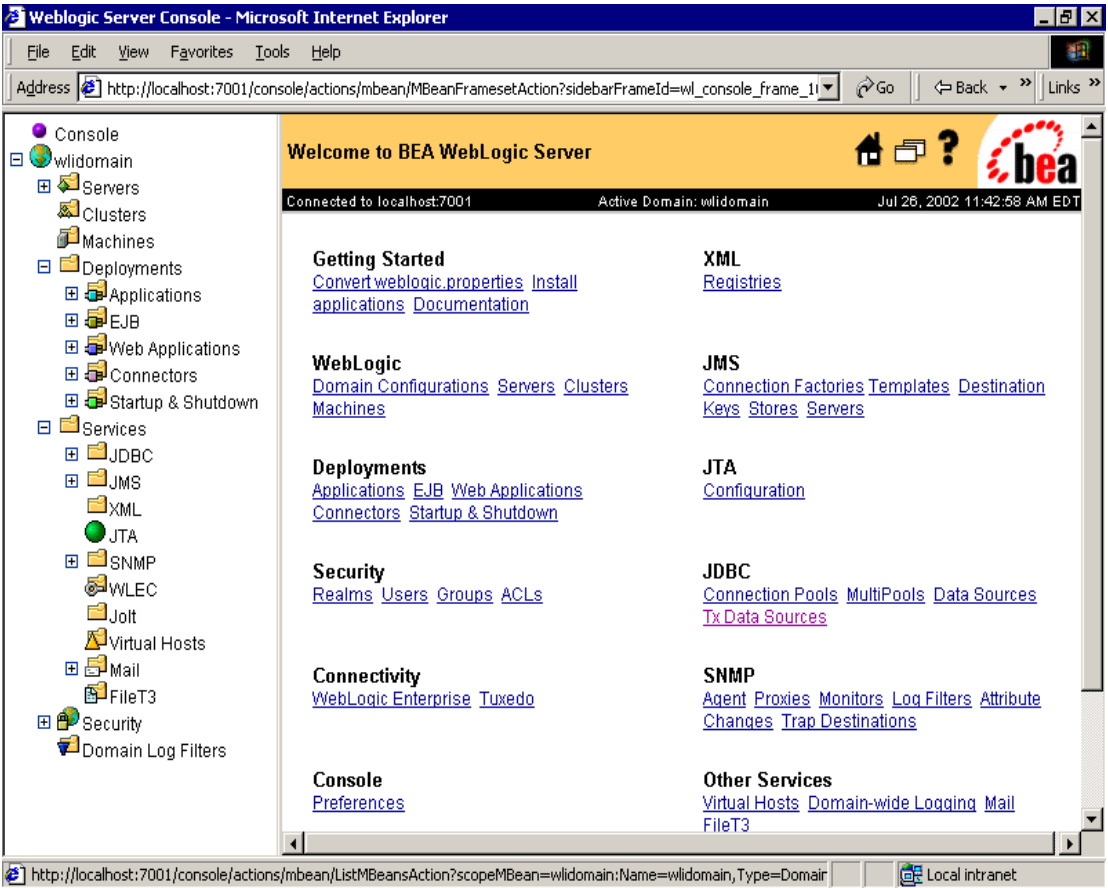 Weblogic Server Console - Microsoft Internet Explorer
File Edit View Favorites Tools Help
Address http://localhost:7001/console/actions/mbean/MBeanFramesetAction?sidebarFrameId=wl_console_frame_1 Go Back » Links »
Console
wlidomain
Servers
Clusters
Machines
Deployments
Applications
EJB
Web Applications
Connectors
Startup & Shutdown
Services
JDBC
JMS
XML
JTA
SNMP
WLEC
Jolt
Virtual Hosts
Mail
FileT3
Security
Domain Log Filters
Welcome to BEA WebLogic Server
? bea
Connected to localhost:7001 Active Domain: wlidomain Jul 26, 2002 11:42:58 AM EDT
Getting Started
Convert weblogic.properties Install
applications Documentation
XML
Registries
WebLogic
Domain Configurations Servers Clusters
Machines
JMS
Connection Factories Templates Destination
Keys Stores Servers
Deployments
Applications EJB Web Applications
Connectors Startup & Shutdown
JTA
Configuration
Security
Realms Users Groups ACLs
JDBC
Connection Pools MultiPools Data Sources
Tx Data Sources
Connectivity
WebLogic Enterprise Tuxedo
SNMP
Agent Proxies Monitors Log Filters Attribute
Changes Trap Destinations
Console
Preferences
Other Services
Virtual Hosts Domain-wide Logging Mail
FileT3
http://localhost:7001/console/actions/mbean/ListMBeansAction?scopeMBean=wlidomain:Name=wlidomain,Type=Domain Local intranet